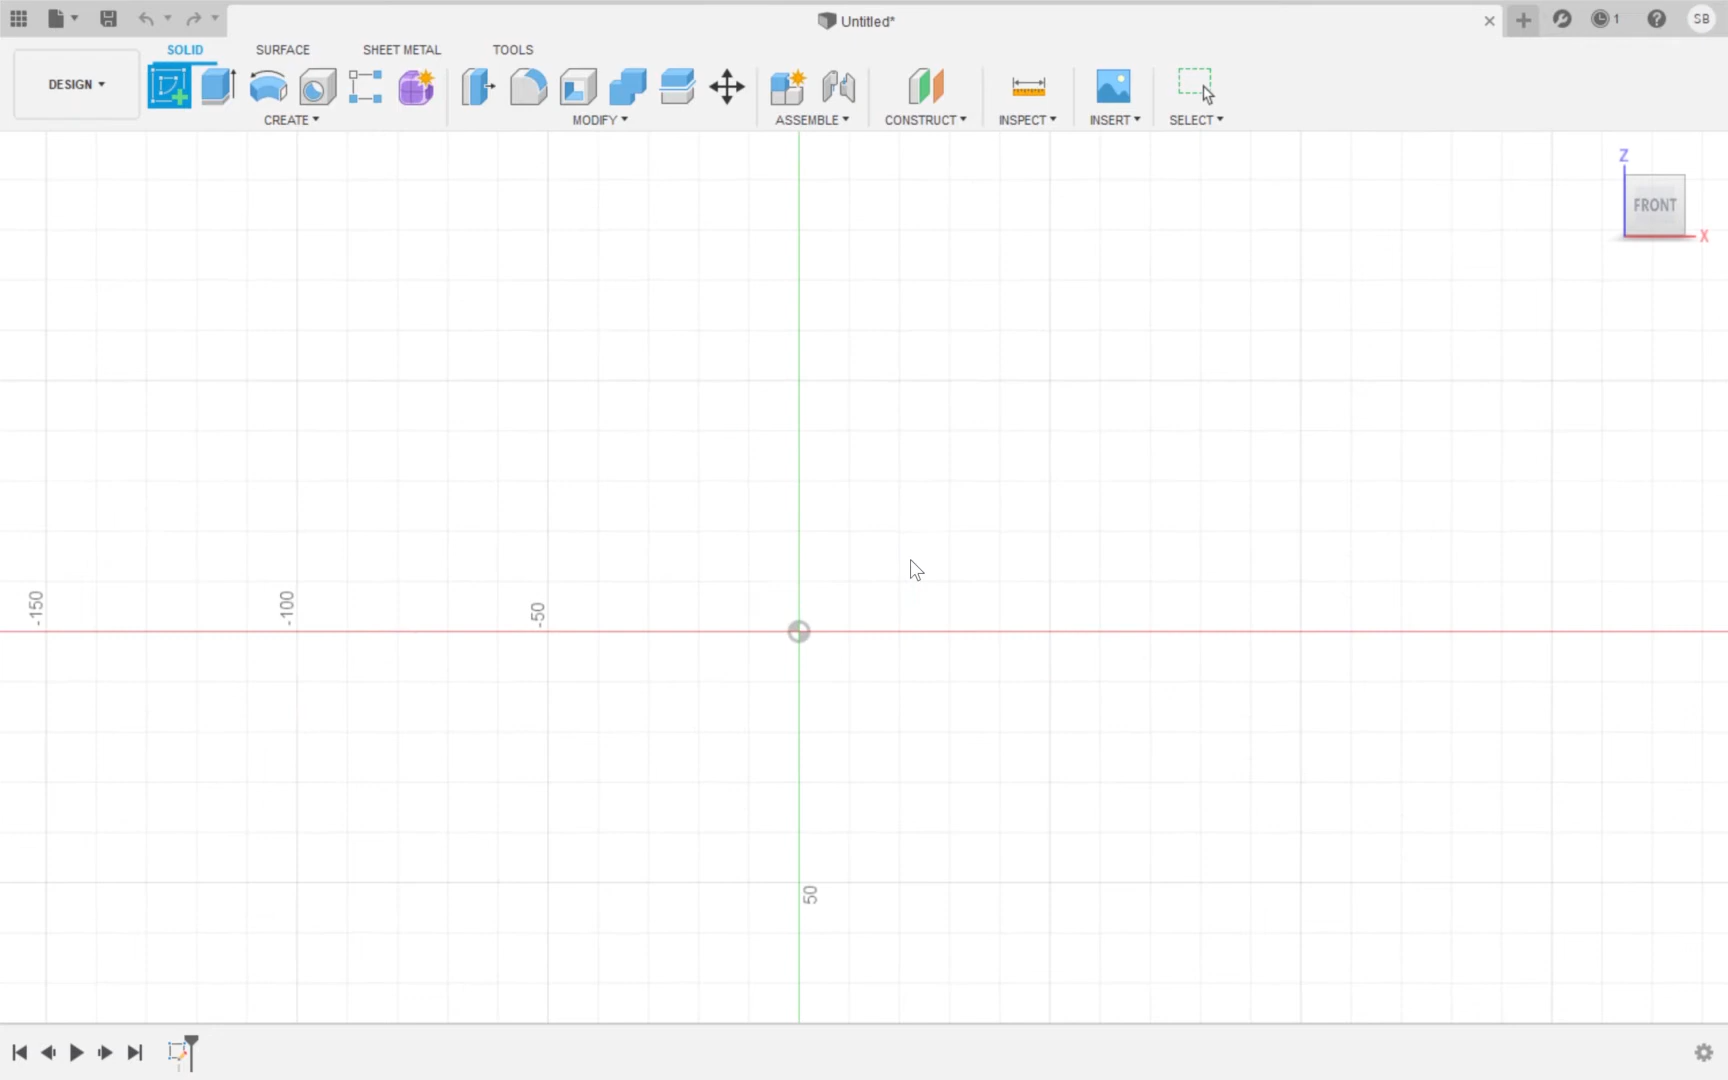 Untitled*
1
SB
DESIGN
SOLID
SURFACE
SHEET METAL
TOOLS
CREATE
MODIFY
ASSEMBLE
CONSTRUCT
INSPECT
INSERT
SELECT
Z
FRONT
X
-150
-100
-50
50